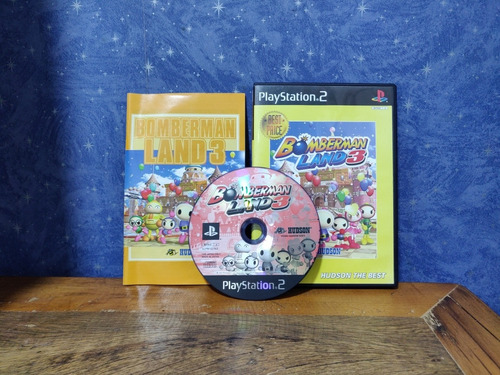 BOMBERMAN
LAND 3
HUDSON
PlayStation 2
BEST
PRICE
BOMBERMAN
LAND 3
HUDSON THE BEST
BOMBERMAN
LAND 3
HUDSON
PlayStation 2